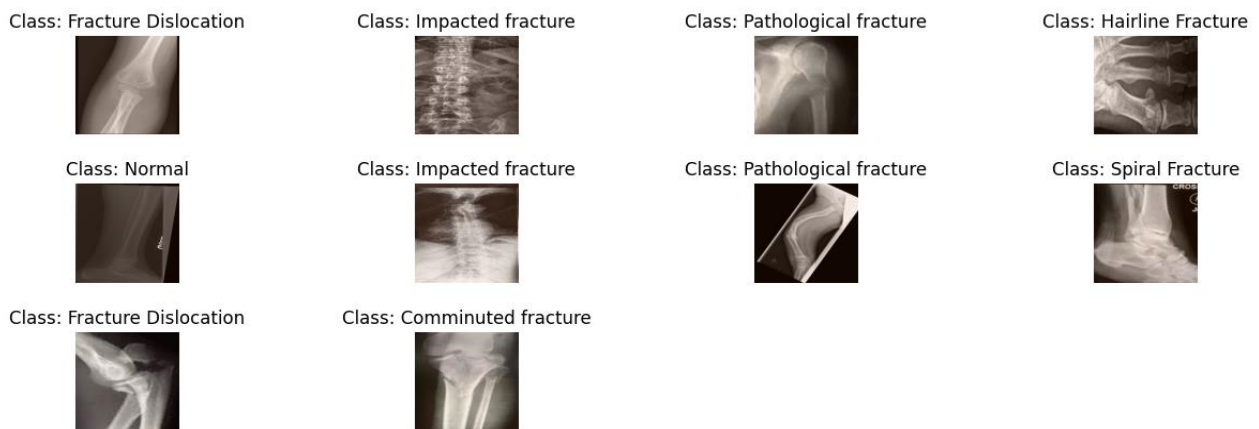 Class: Fracture Dislocation
Class: Impacted fracture
Class: Pathological fracture
Class: Hairline Fracture
Class: Normal
Class: Impacted fracture
Class: Pathological fracture
Class: Spiral Fracture
Class: Fracture Dislocation
Class: Comminuted fracture